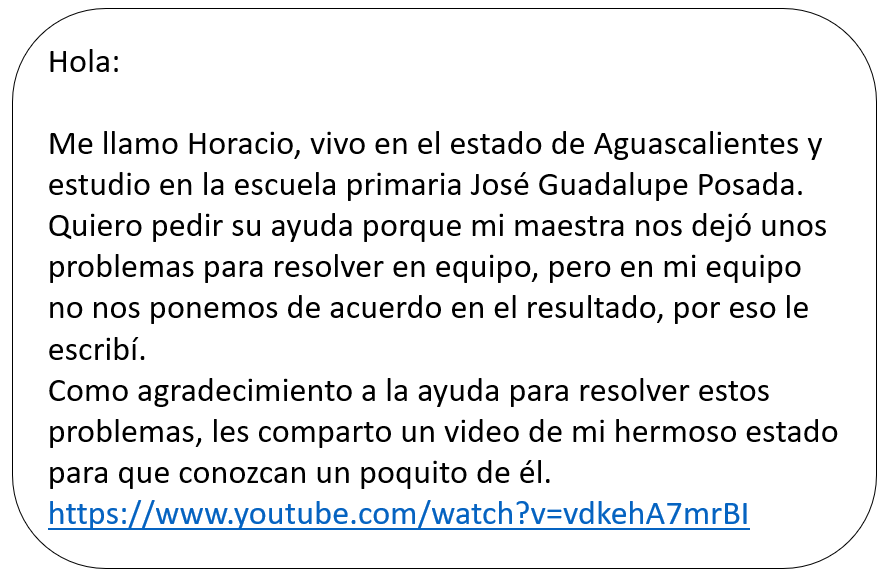 Hola:
Me llamo Horacio, vivo en el estado de Aguascalientes y
estudio en la escuela primaria José Guadalupe Posada.
Quiero pedir su ayuda porque mi maestra nos dejó unos
problemas para resolver en equipo, pero en mi equipo
no nos ponemos de acuerdo en el resultado, por eso le
escribí.
Como agradecimiento a la ayuda para resolver estos
problemas, les comparto un video de mi hermoso estado
para que conozcan un poquito de él.
https://www.youtube.com/watch?v=vdkehA7mrBI